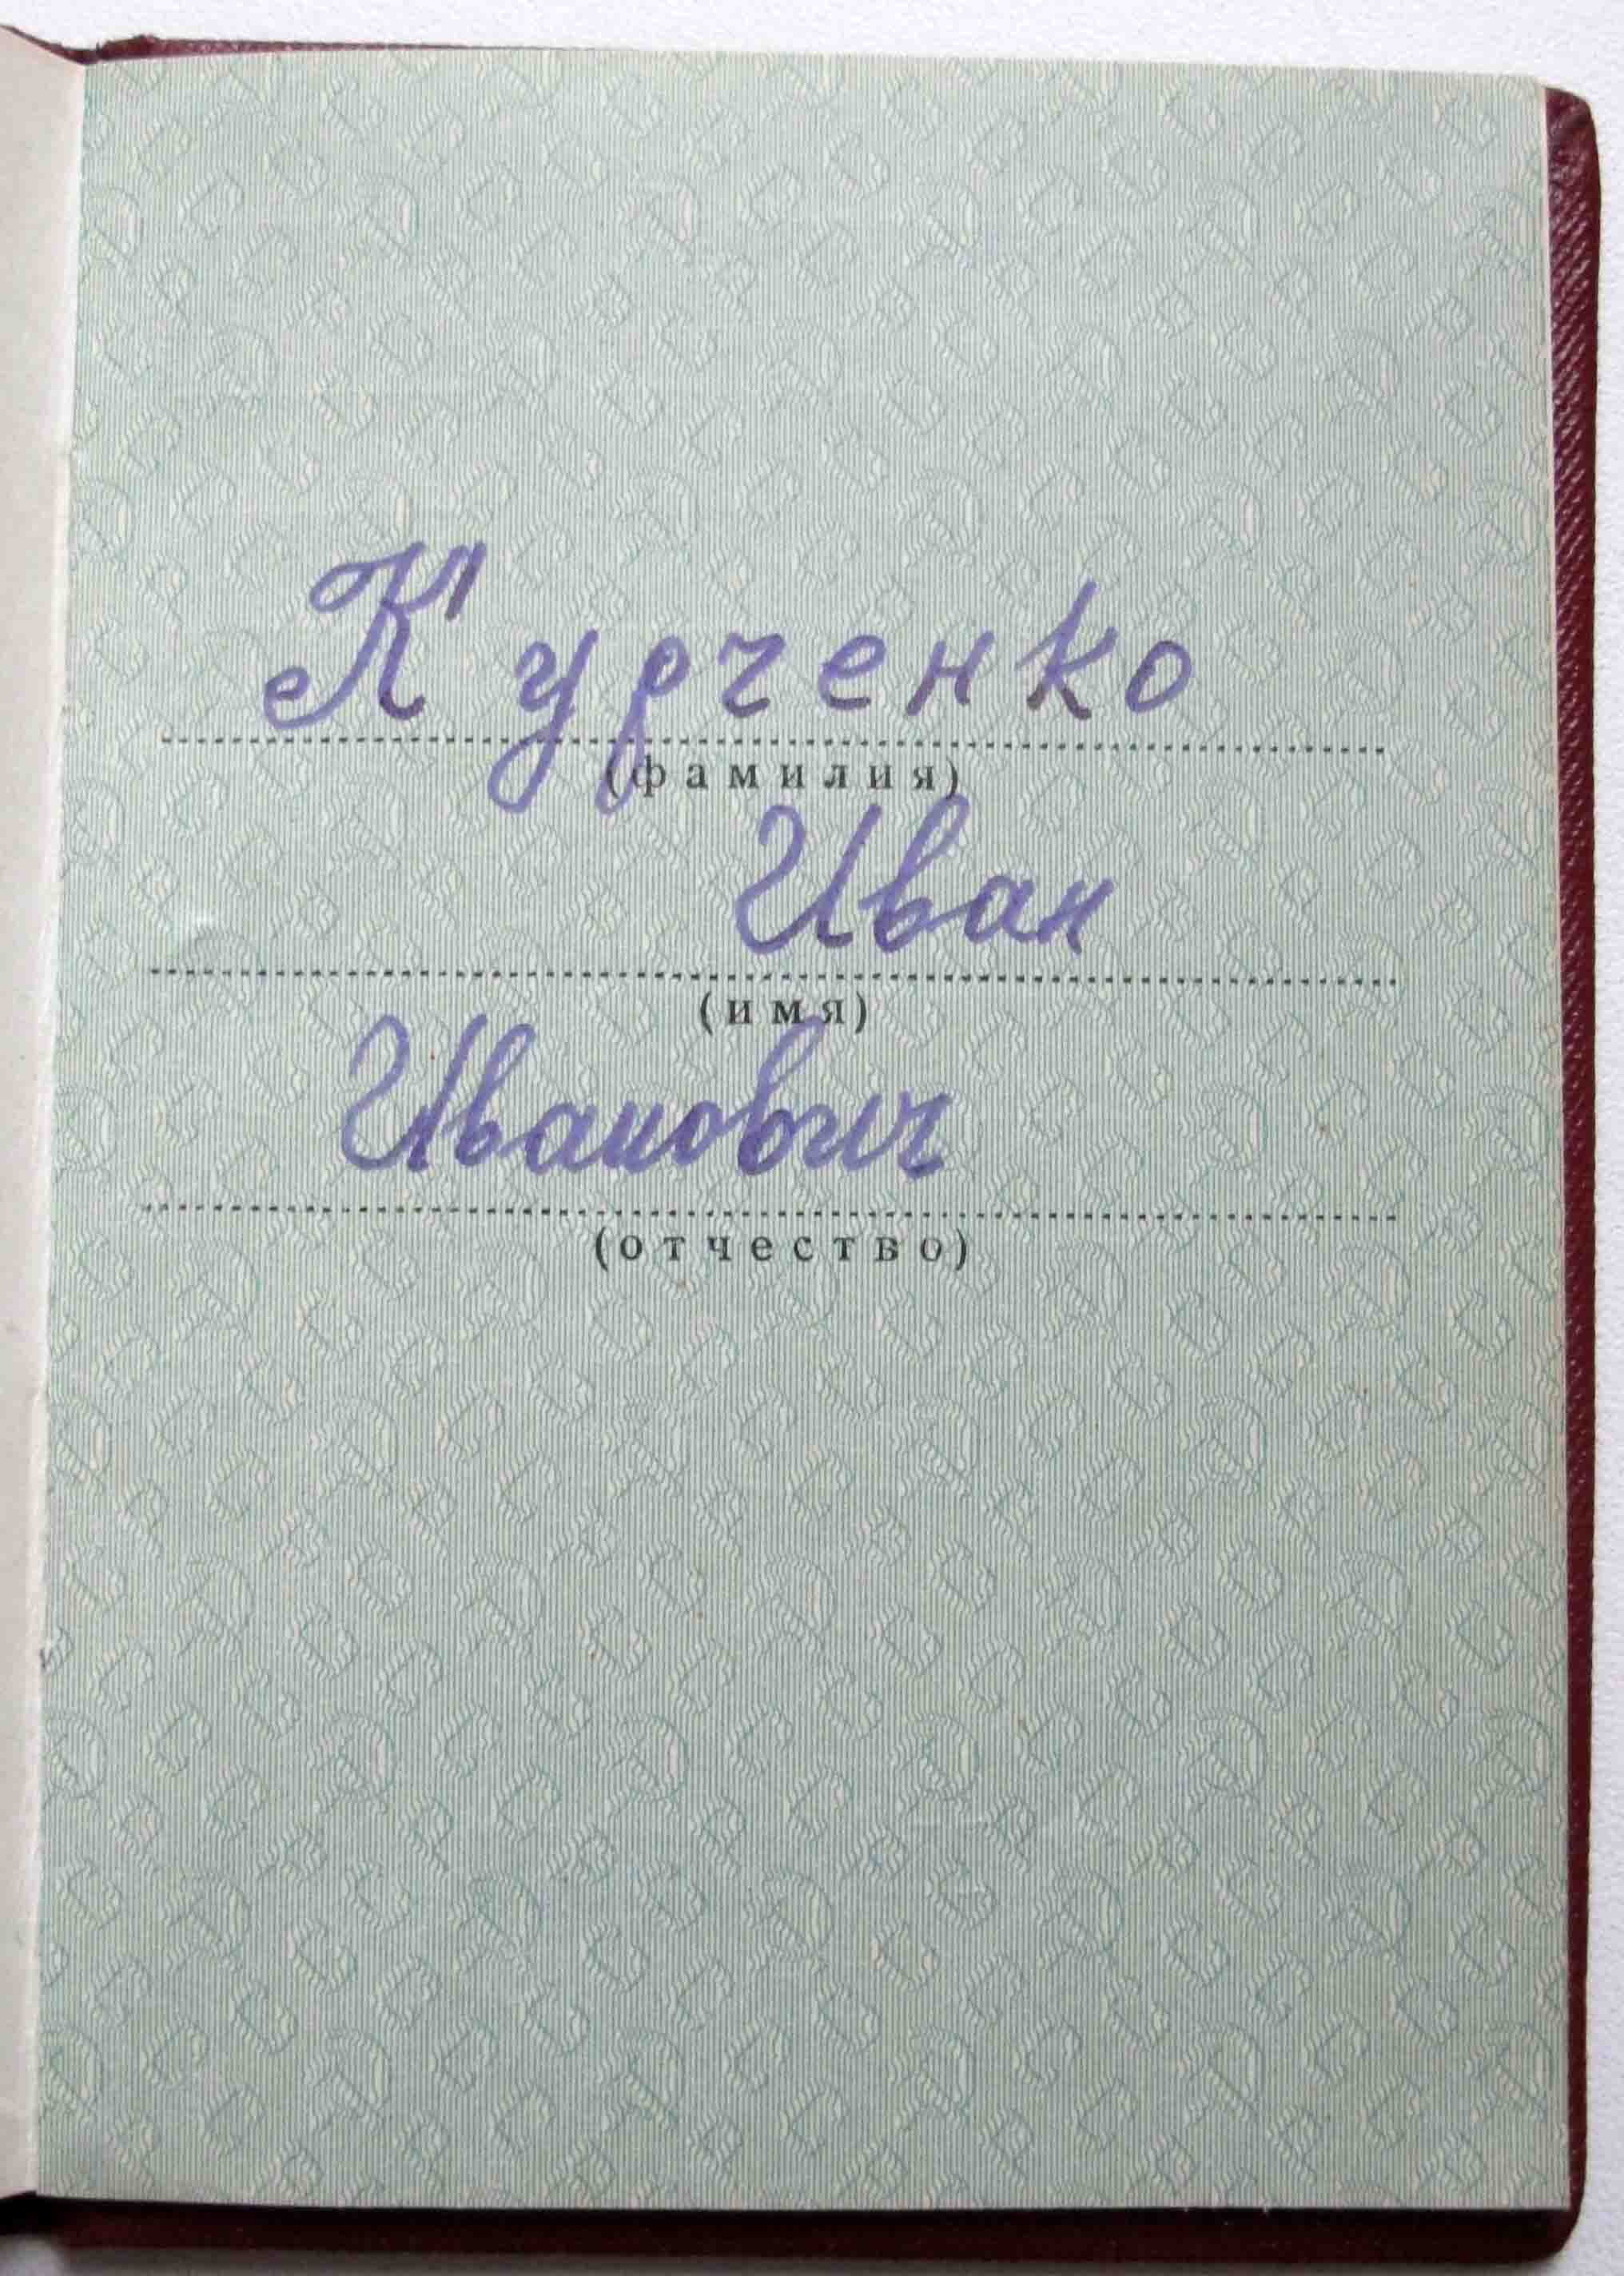 Курченко
(фамилия)
Иван
(имя)
Иванович
(отчество)